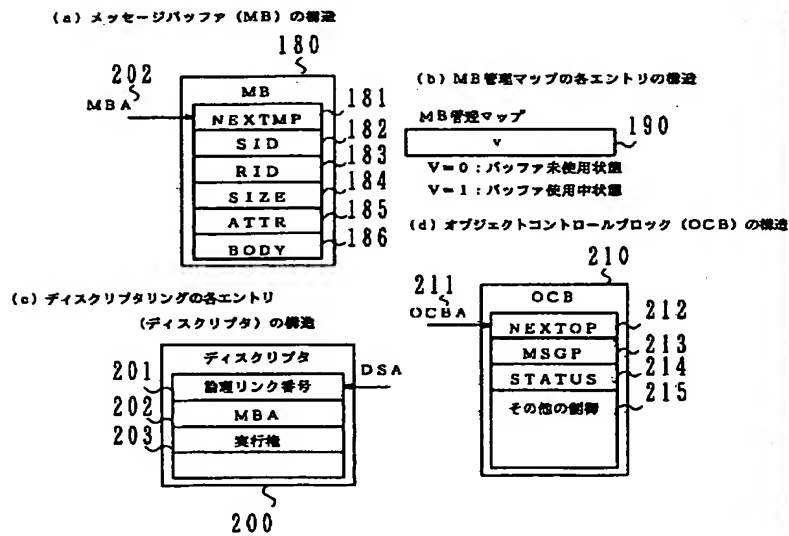 (a) メッセージバッファ (MB) の構造
180
202
MBA
MB
NEXTMP
181
SID
182
RID
183
SIZE
184
ATTR
185
BODY
186
(b) MB管理マップの各エントリの構造
MB管理マップ
v
190
V=0:バッファ未使用状態
V=1:バッファ使用中状態
(c) ディスクリプタリングの各エントリ
(ディスクリプタ) の構造
ディスクリプタ
201
論理リンク番号
DSA
202
MBA
203
実行権
200
(d) オブジェクトコントロールブロック (OCB) の構造
210
211
OCBA
OCB
NEXTOP
212
MSGP
213
STATUS
214
その他の制御
215